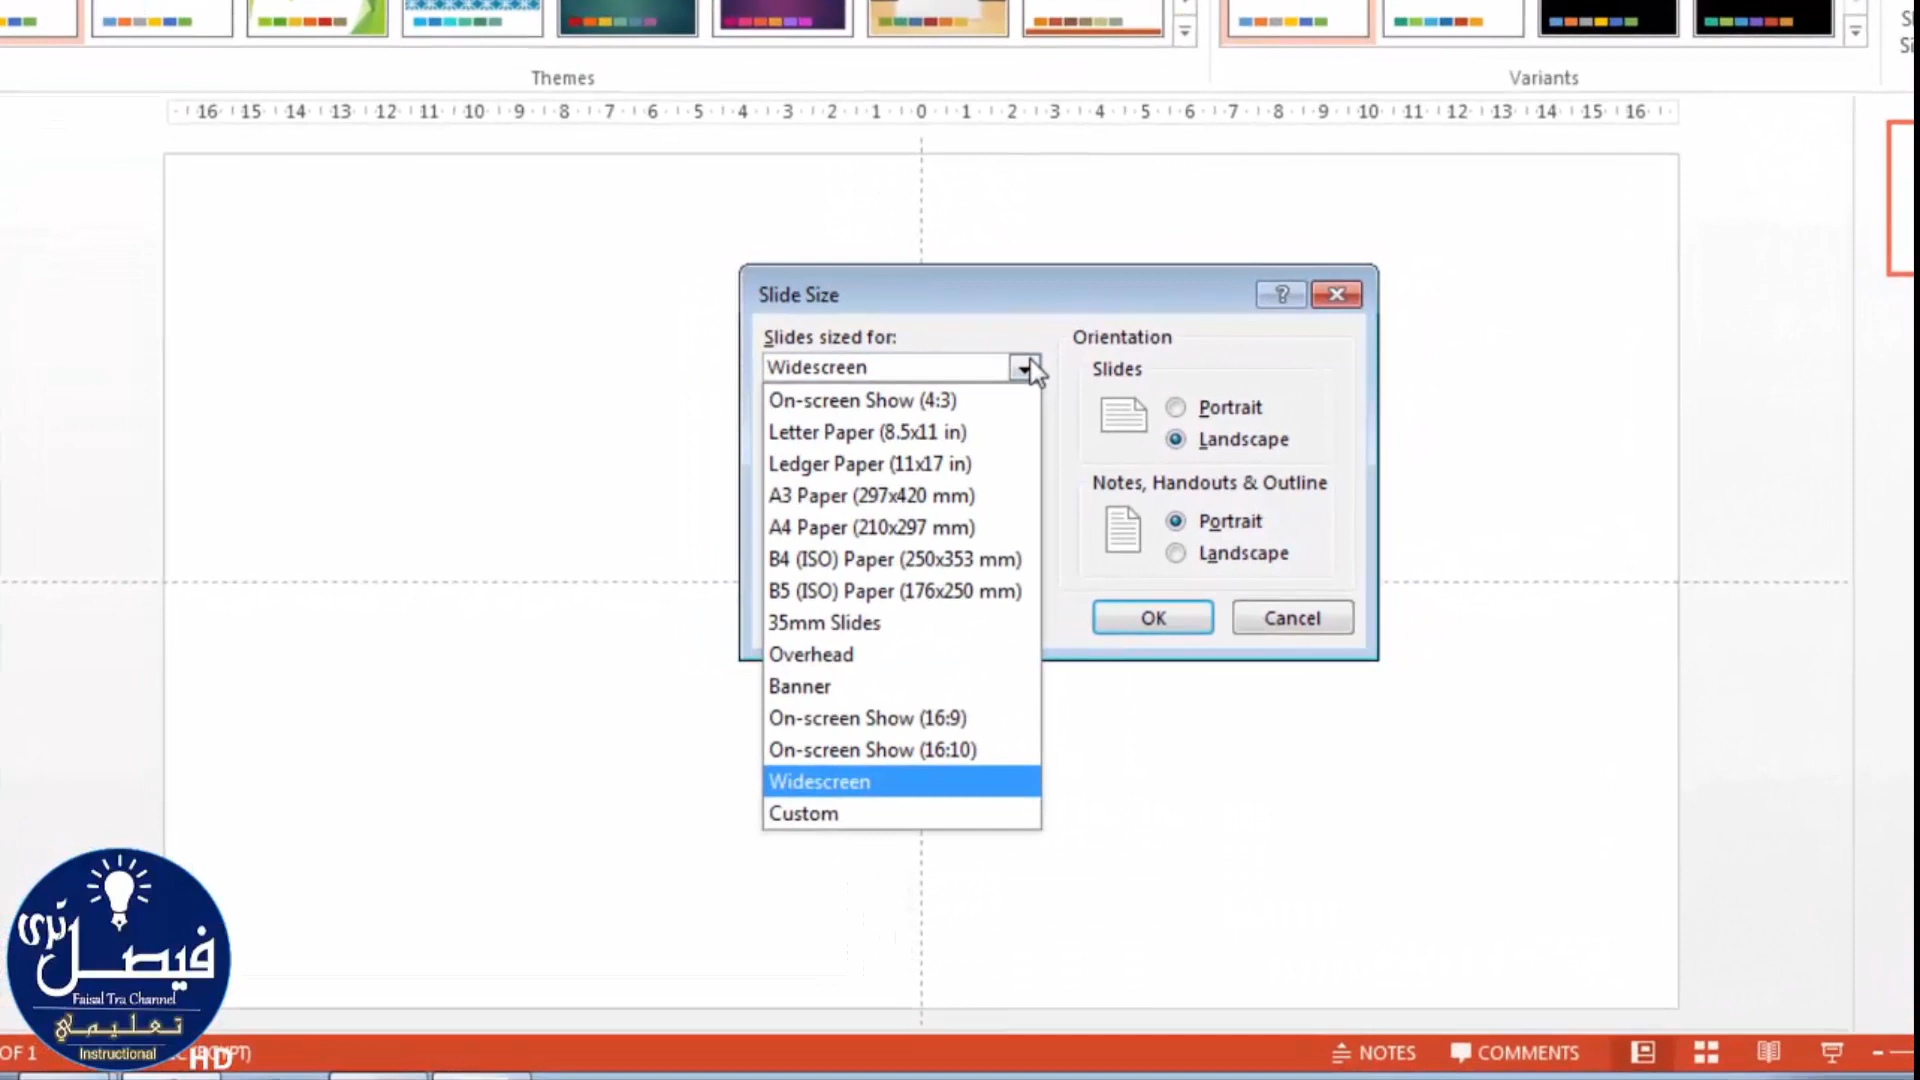 Themes
Variants
16 15 14 13 12 11 10 9 8 7 6 5 4 3 2 1 0 1 2 3 4 5 6 7 8 9 10 11 12 13 14 15 16
Slide Size
Slides sized for:
Widescreen
On-screen Show (4:3)
Letter Paper (8.5x11 in)
Ledger Paper (11x17 in)
A3 Paper (297x420 mm)
A4 Paper (210x297 mm)
B4 (ISO) Paper (250x353 mm)
B5 (ISO) Paper (176x250 mm)
35mm Slides
Overhead
Banner
On-screen Show (16:9)
On-screen Show (16:10)
Widescreen
Custom
Orientation
Slides
Portrait
Landscape
Notes, Handouts & Outline
Portrait
Landscape
OK
Cancel
فيصل ترى
Faisal Tra Channel
تعليمي
Instructional
HD
OF 1
NOTES
COMMENTS